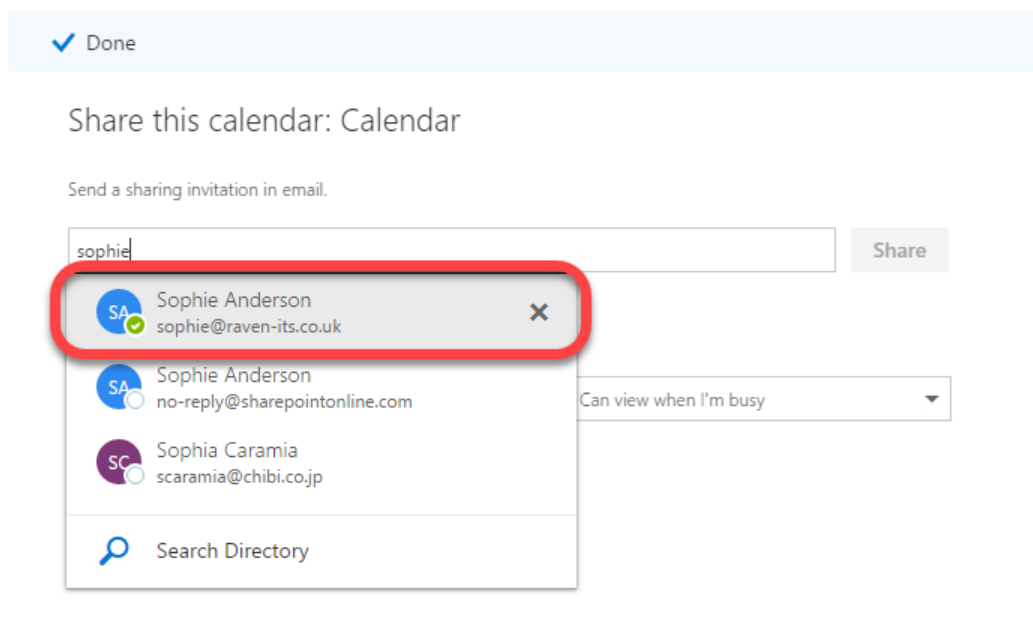 Done
Share this calendar: Calendar
Send a sharing invitation in email.
sophie
Share
SA
Sophie Anderson
sophie@raven-its.co.uk
SA
Sophie Anderson
no-reply@sharepointonline.com
Can view when I'm busy
SC
Sophia Caramia
scaramia@chibi.co.jp
Search Directory